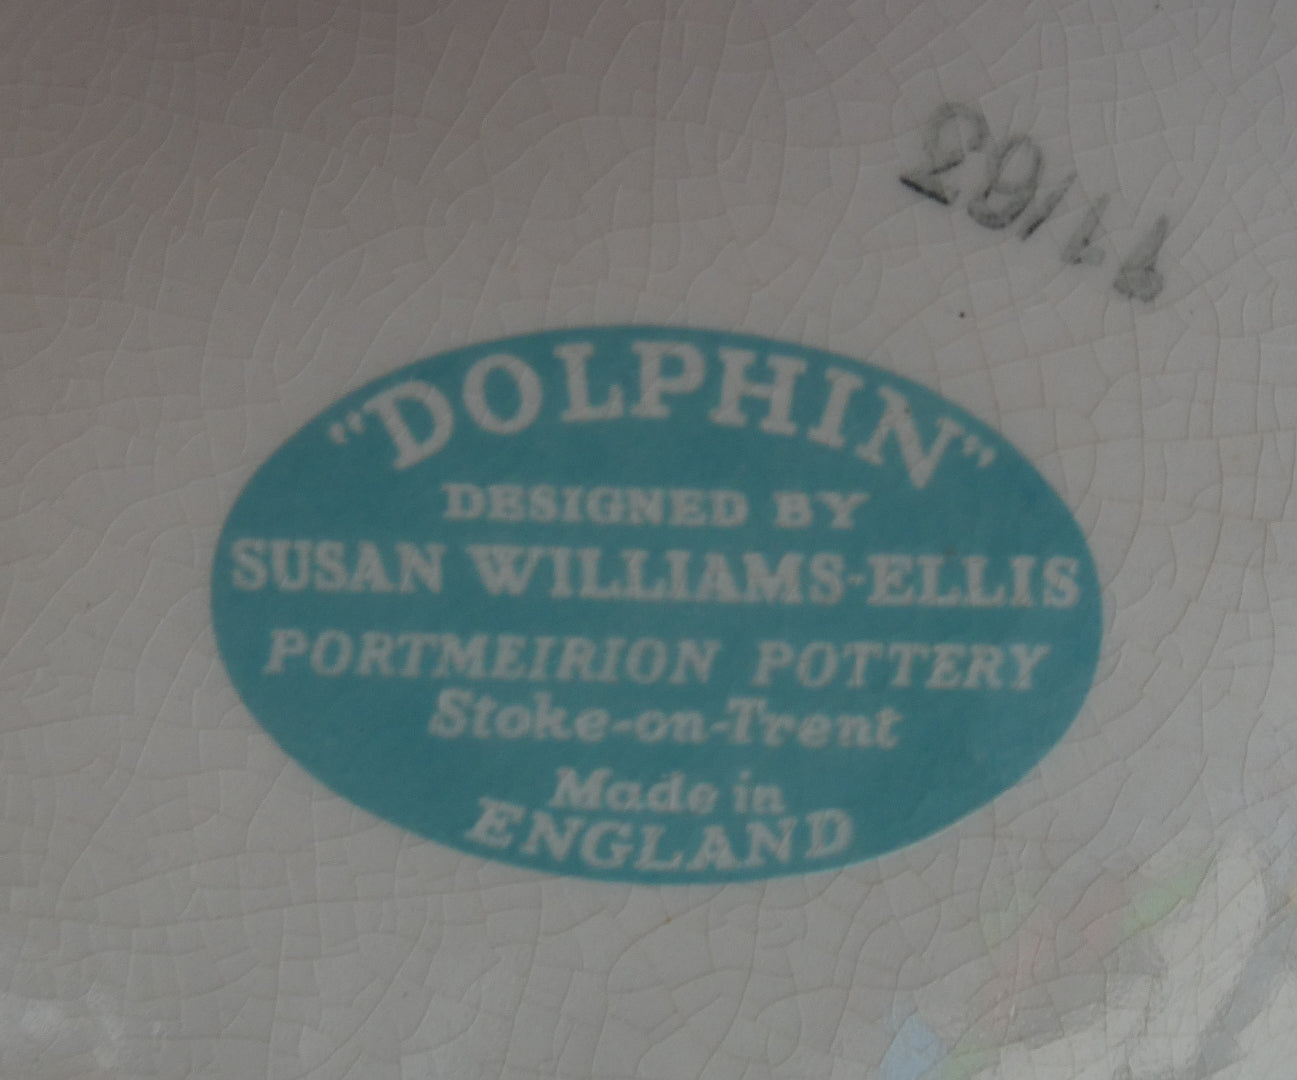 "DOLPHIN"
DESIGNED BY
SUSAN WILLIAMS-ELLIS
PORTMEIRION POTTERY
Stoke-on-Trent
Made in
ENGLAND